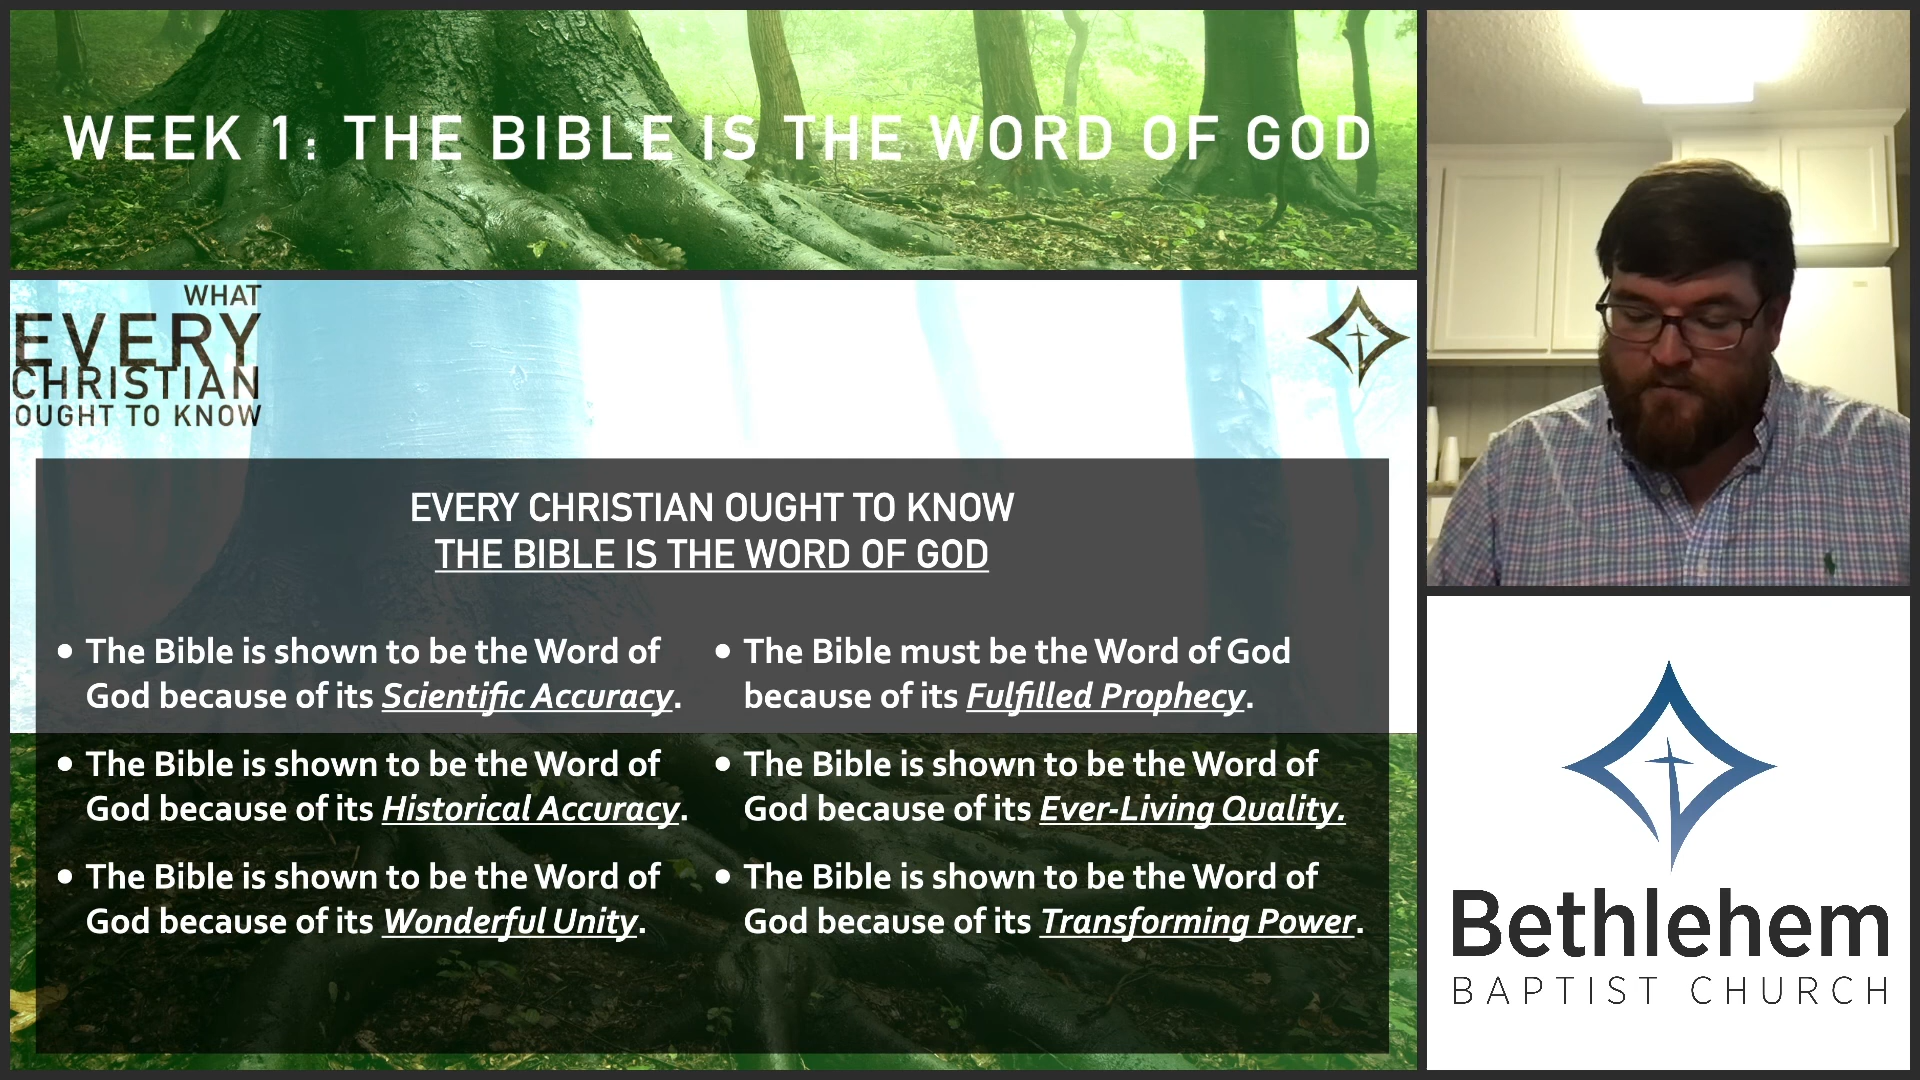 WEEK 1: THE BIBLE IS THE WORD OF GOD
WHAT
EVERY
CHRISTIAN
OUGHT TO KNOW
EVERY CHRISTIAN OUGHT TO KNOW
THE BIBLE IS THE WORD OF GOD
• The Bible is shown to be the Word of
God because of its Scientific Accuracy.
• The Bible is shown to be the Word of
God because of its Historical Accuracy.
• The Bible is shown to be the Word of
God because of its Wonderful Unity.
• The Bible must be the Word of God
because of its Fulfilled Prophecy.
• The Bible is shown to be the Word of
God because of its Ever-Living Quality.
• The Bible is shown to be the Word of
God because of its Transforming Power.
Bethlehem
BAPTIST CHURCH